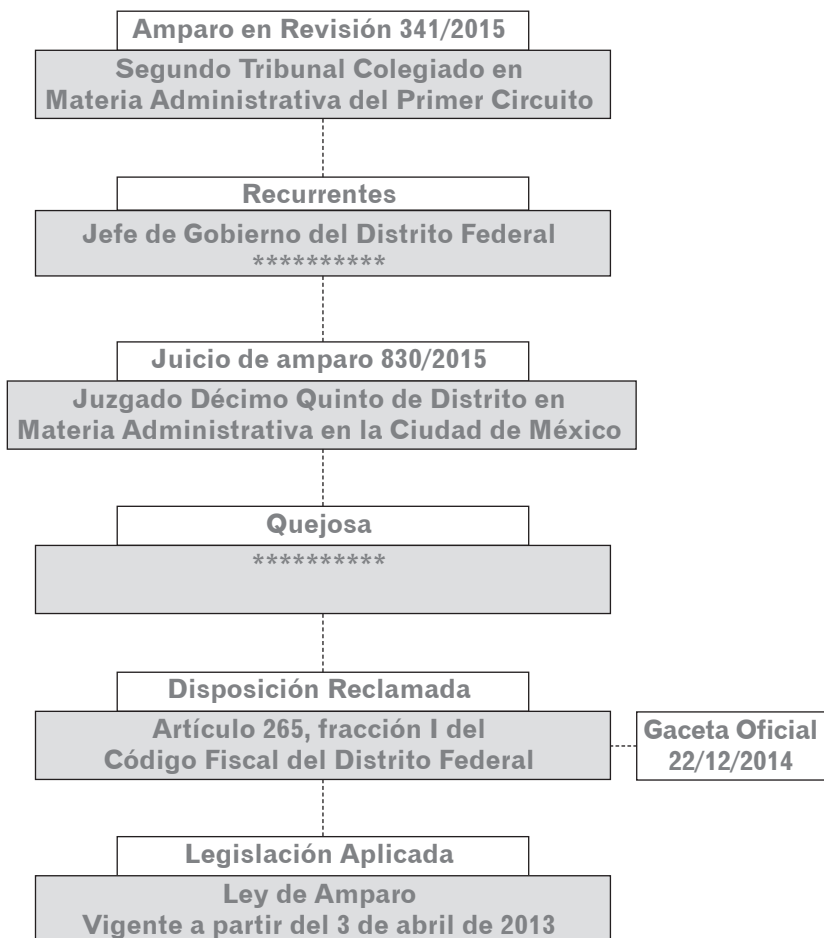 Amparo en Revisión 341/2015
Segundo Tribunal Colegiado en
Materia Administrativa del Primer Circuito
Recurrentes
Jefe de Gobierno del Distrito Federal
**********
Juicio de amparo 830/2015
Juzgado Décimo Quinto de Distrito en
Materia Administrativa en la Ciudad de México
Quejosa
**********
Disposición Reclamada
Artículo 265, fracción I del
Código Fiscal del Distrito Federal
Gaceta Oficial
22/12/2014
Legislación Aplicada
Ley de Amparo
Vigente a partir del 3 de abril de 2013